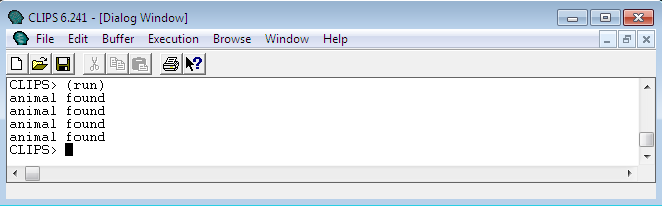 CLIPS 6.241 - [Dialog Window]
File Edit Buffer Execution Browse Window Help
CLIPS> (run)
animal found
animal found
animal found
animal found
CLIPS>